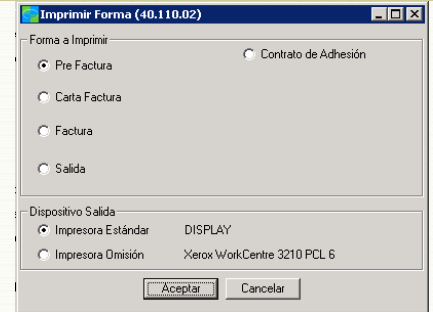 Imprimir Forma (40.110.02)
Forma a Imprimir
Pre Factura
Contrato de Adhesión
Carta Factura
Factura
Salida
Dispositivo Salida
Impresora Estándar DISPLAY
Impresora Omisión Xerox WorkCentre 3210 PCL 6
Aceptar Cancelar